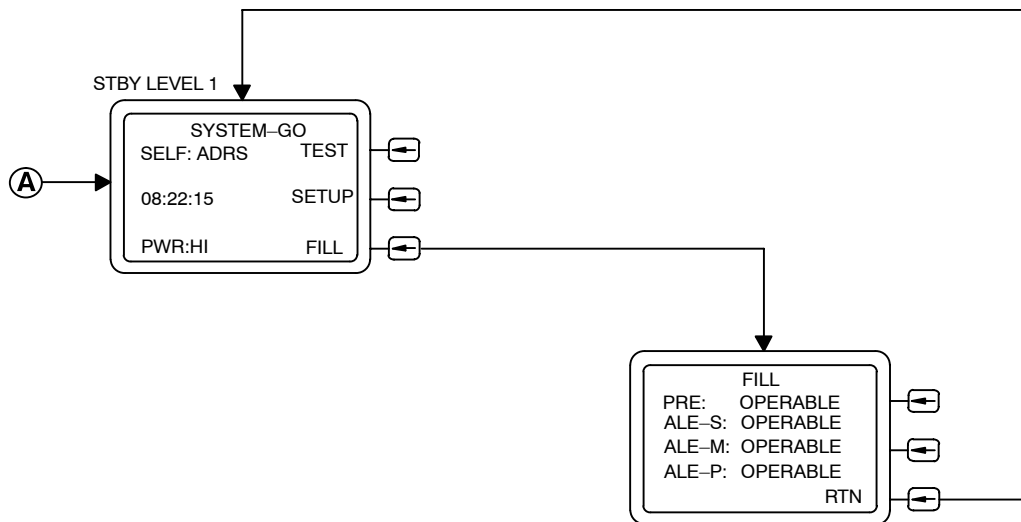 STBY LEVEL 1
SYSTEM–GO
SELF: ADRS TEST
A
08:22:15 SETUP
PWR:HI FILL
FILL
PRE: OPERABLE
ALE–S: OPERABLE
ALE–M: OPERABLE
ALE–P: OPERABLE
RTN